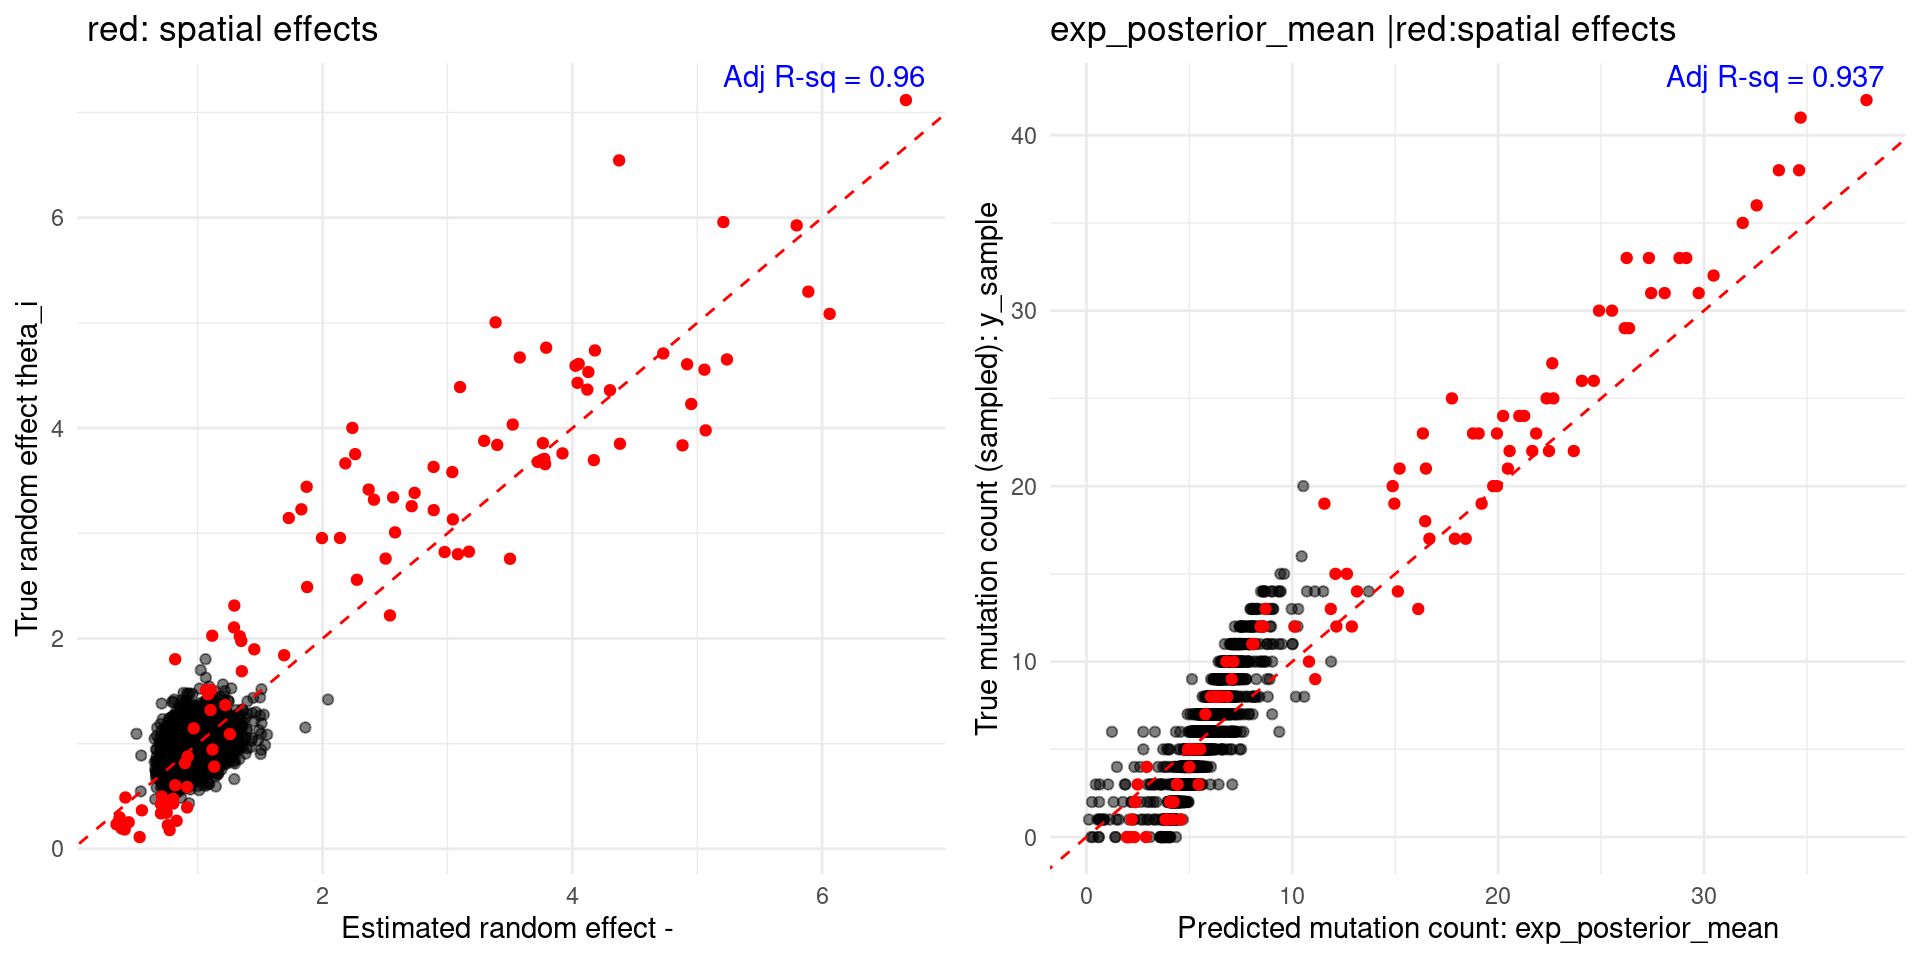 red: spatial effects
Adj R-sq = 0.96
True random effect theta_i
6
4
2
0
2
4
6
Estimated random effect -
exp_posterior_mean |red:spatial effects
Adj R-sq = 0.937
True mutation count (sampled): y_sample
40
30
20
10
0
0
10
20
30
Predicted mutation count: exp_posterior_mean